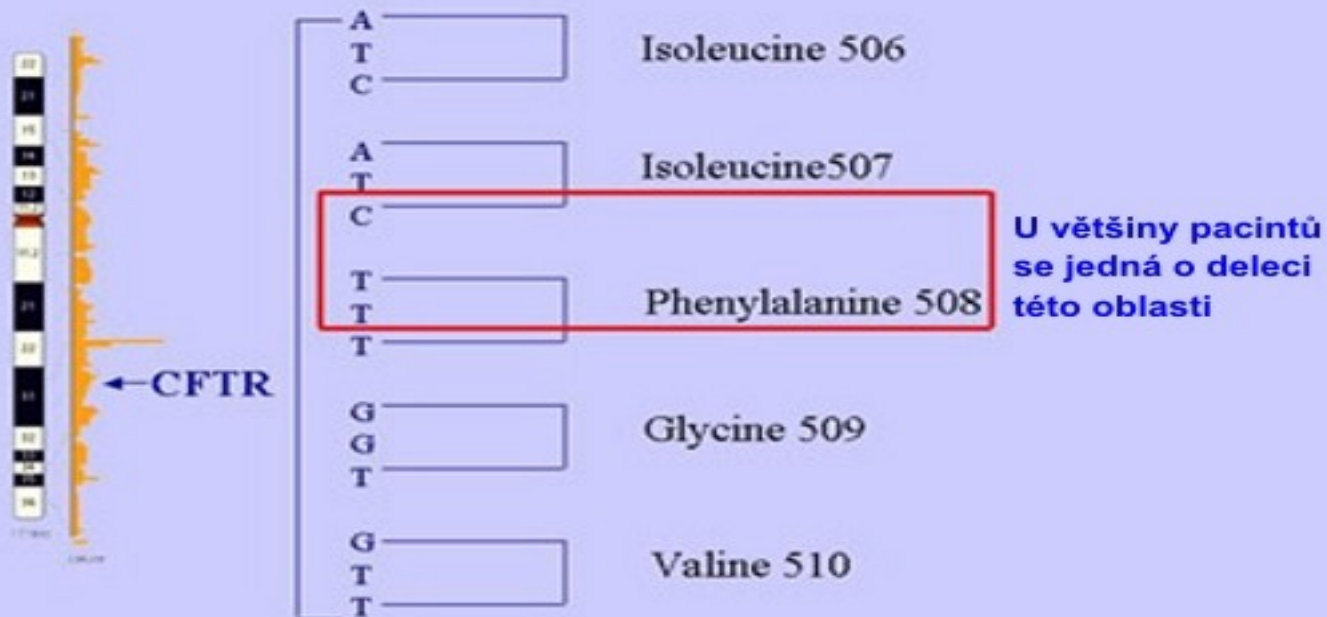 A
T
C
Isoleucine 506
A
T
C
Isoleucine507
T
T
T
Phenylalanine 508
G
G
T
Glycine 509
G
T
T
Valine 510
CFTR
U většiny pacintů
se jedná o deleci
této oblasti